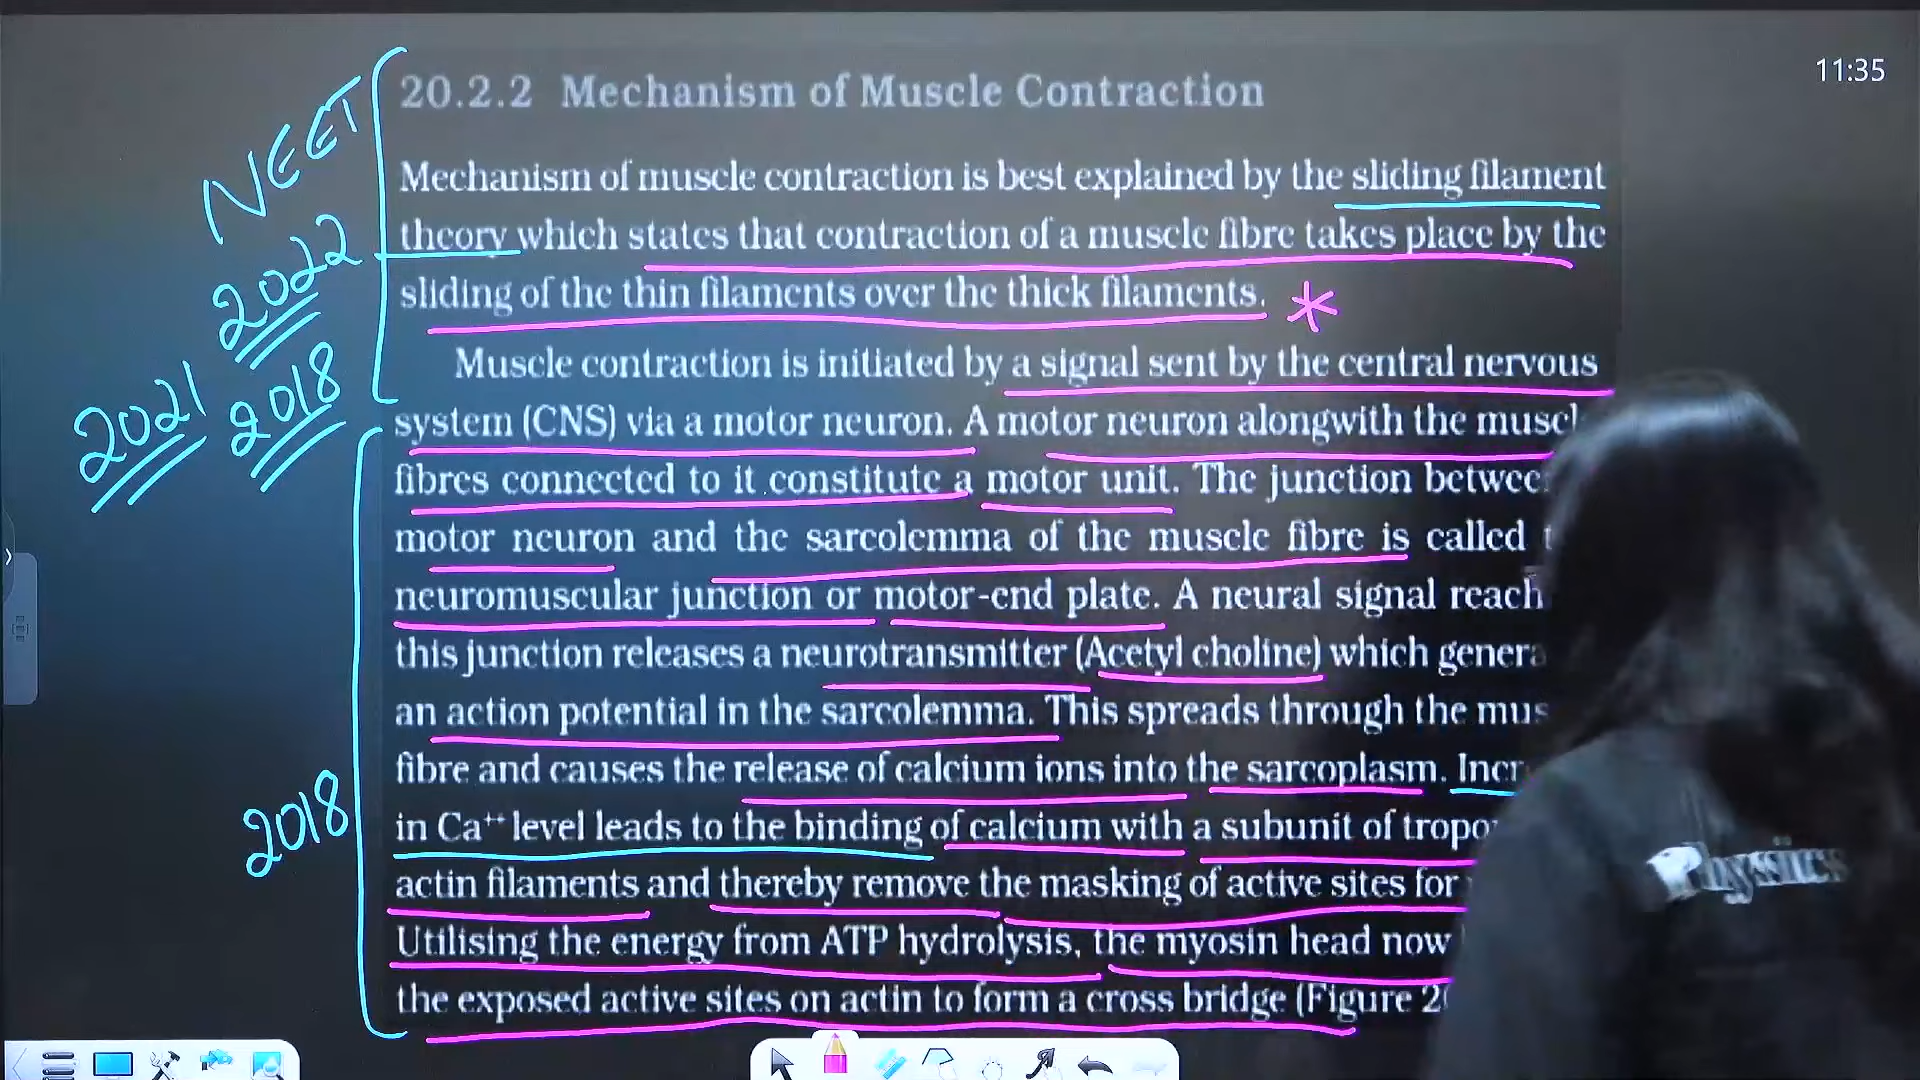 11:35
20.2.2 Mechanism of Muscle Contraction
NEET
2022
2021
2018
Mechanism of muscle contraction is best explained by the sliding filament
theory which states that contraction of a muscle fibre takes place by the
sliding of the thin filaments over the thick filaments. *
Muscle contraction is initiated by a signal sent by the central nervous
system (CNS) via a motor neuron. A motor neuron alongwith the muscl
fibres connected to it constitute a motor unit. The junction betwee
motor neuron and the sarcolemma of the muscle fibre is called t
neuromuscular junction or motor-end plate. A neural signal reach
this junction releases a neurotransmitter (Acetyl choline) which genera
an action potential in the sarcolemma. This spreads through the mus
fibre and causes the release of calcium ions into the sarcoplasm. Incr
2018
in Ca++ level leads to the binding of calcium with a subunit of tropo
actin filaments and thereby remove the masking of active sites for
Utilising the energy from ATP hydrolysis, the myosin head now
the exposed active sites on actin to form a cross bridge (Figure 20